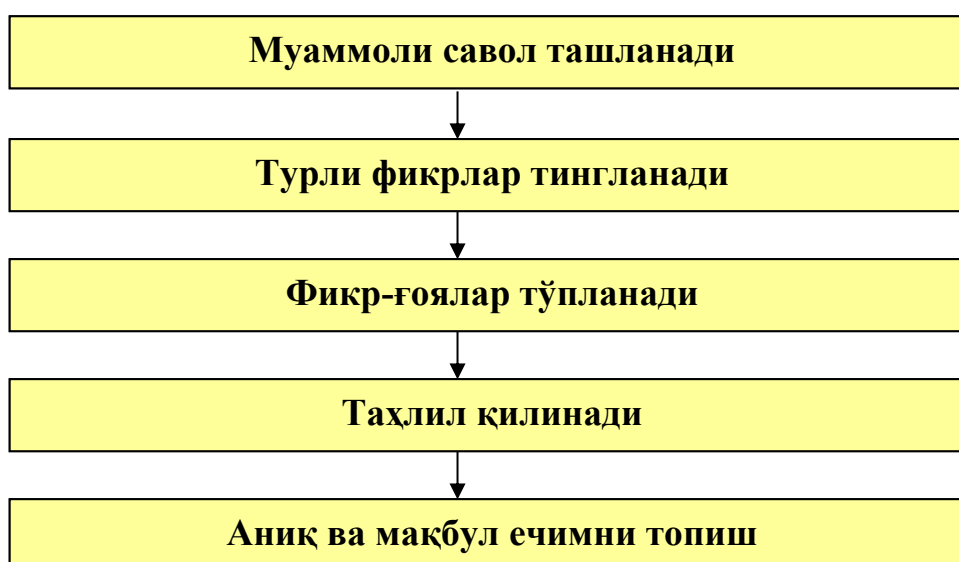 Муаммоли савол ташланади
Турли фикрлар тингланади
Фикр-ғоялар тўпланади
Таҳлил қилинади
Аниқ ва мақбул ечимни топиш